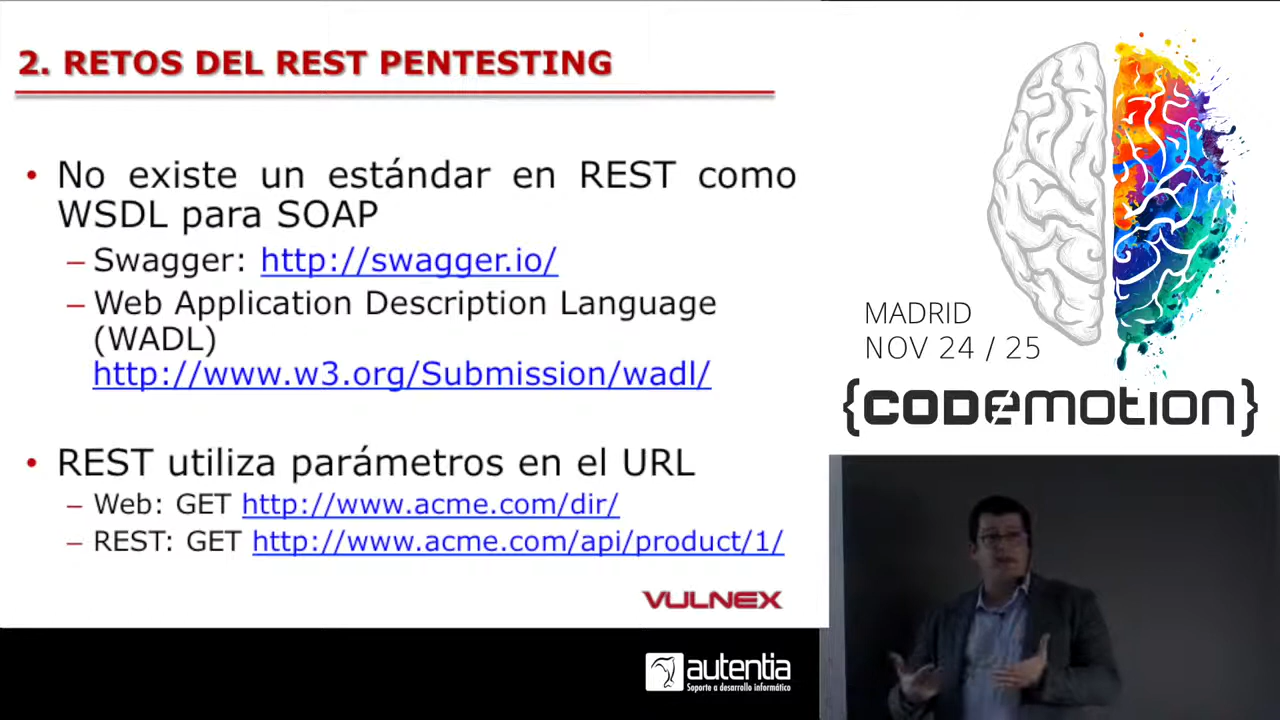 2. RETOS DEL REST PENTESTING
• No existe un estándar en REST como
WSDL para SOAP
– Swagger: http://swagger.io/
– Web Application Description Language
(WADL)
http://www.w3.org/Submission/wadl/
• REST utiliza parámetros en el URL
– Web: GET http://www.acme.com/dir/
– REST: GET http://www.acme.com/api/product/1/
VULNEX
MADRID
NOV 24 / 25
{CODEMOTION}
autentia
Soporte a desarrollo informático